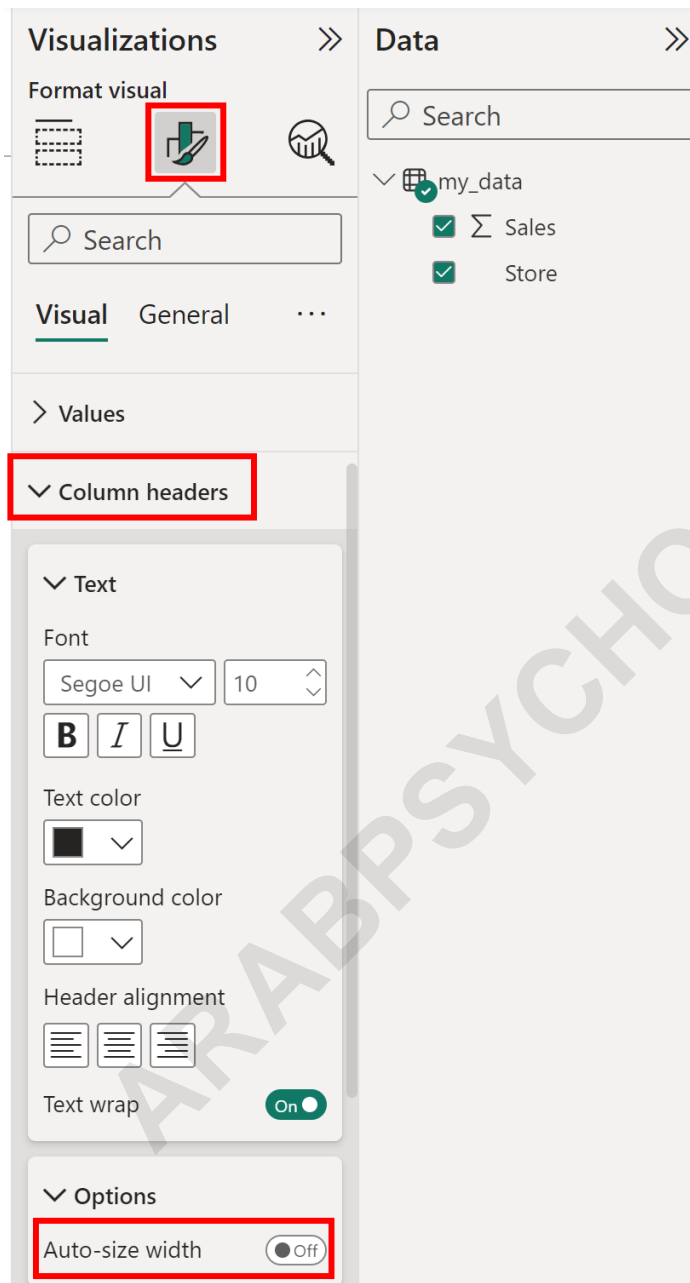 Visualizations
Format visual
Search
Visual General ...
Values
Column headers
Text
Font
Segoe UI 10
B I U
Text color
Background color
Header alignment
Text wrap On
Options
Auto-size width Off
Data
Search
my_data
Σ Sales
Store
ARABPSYCHO